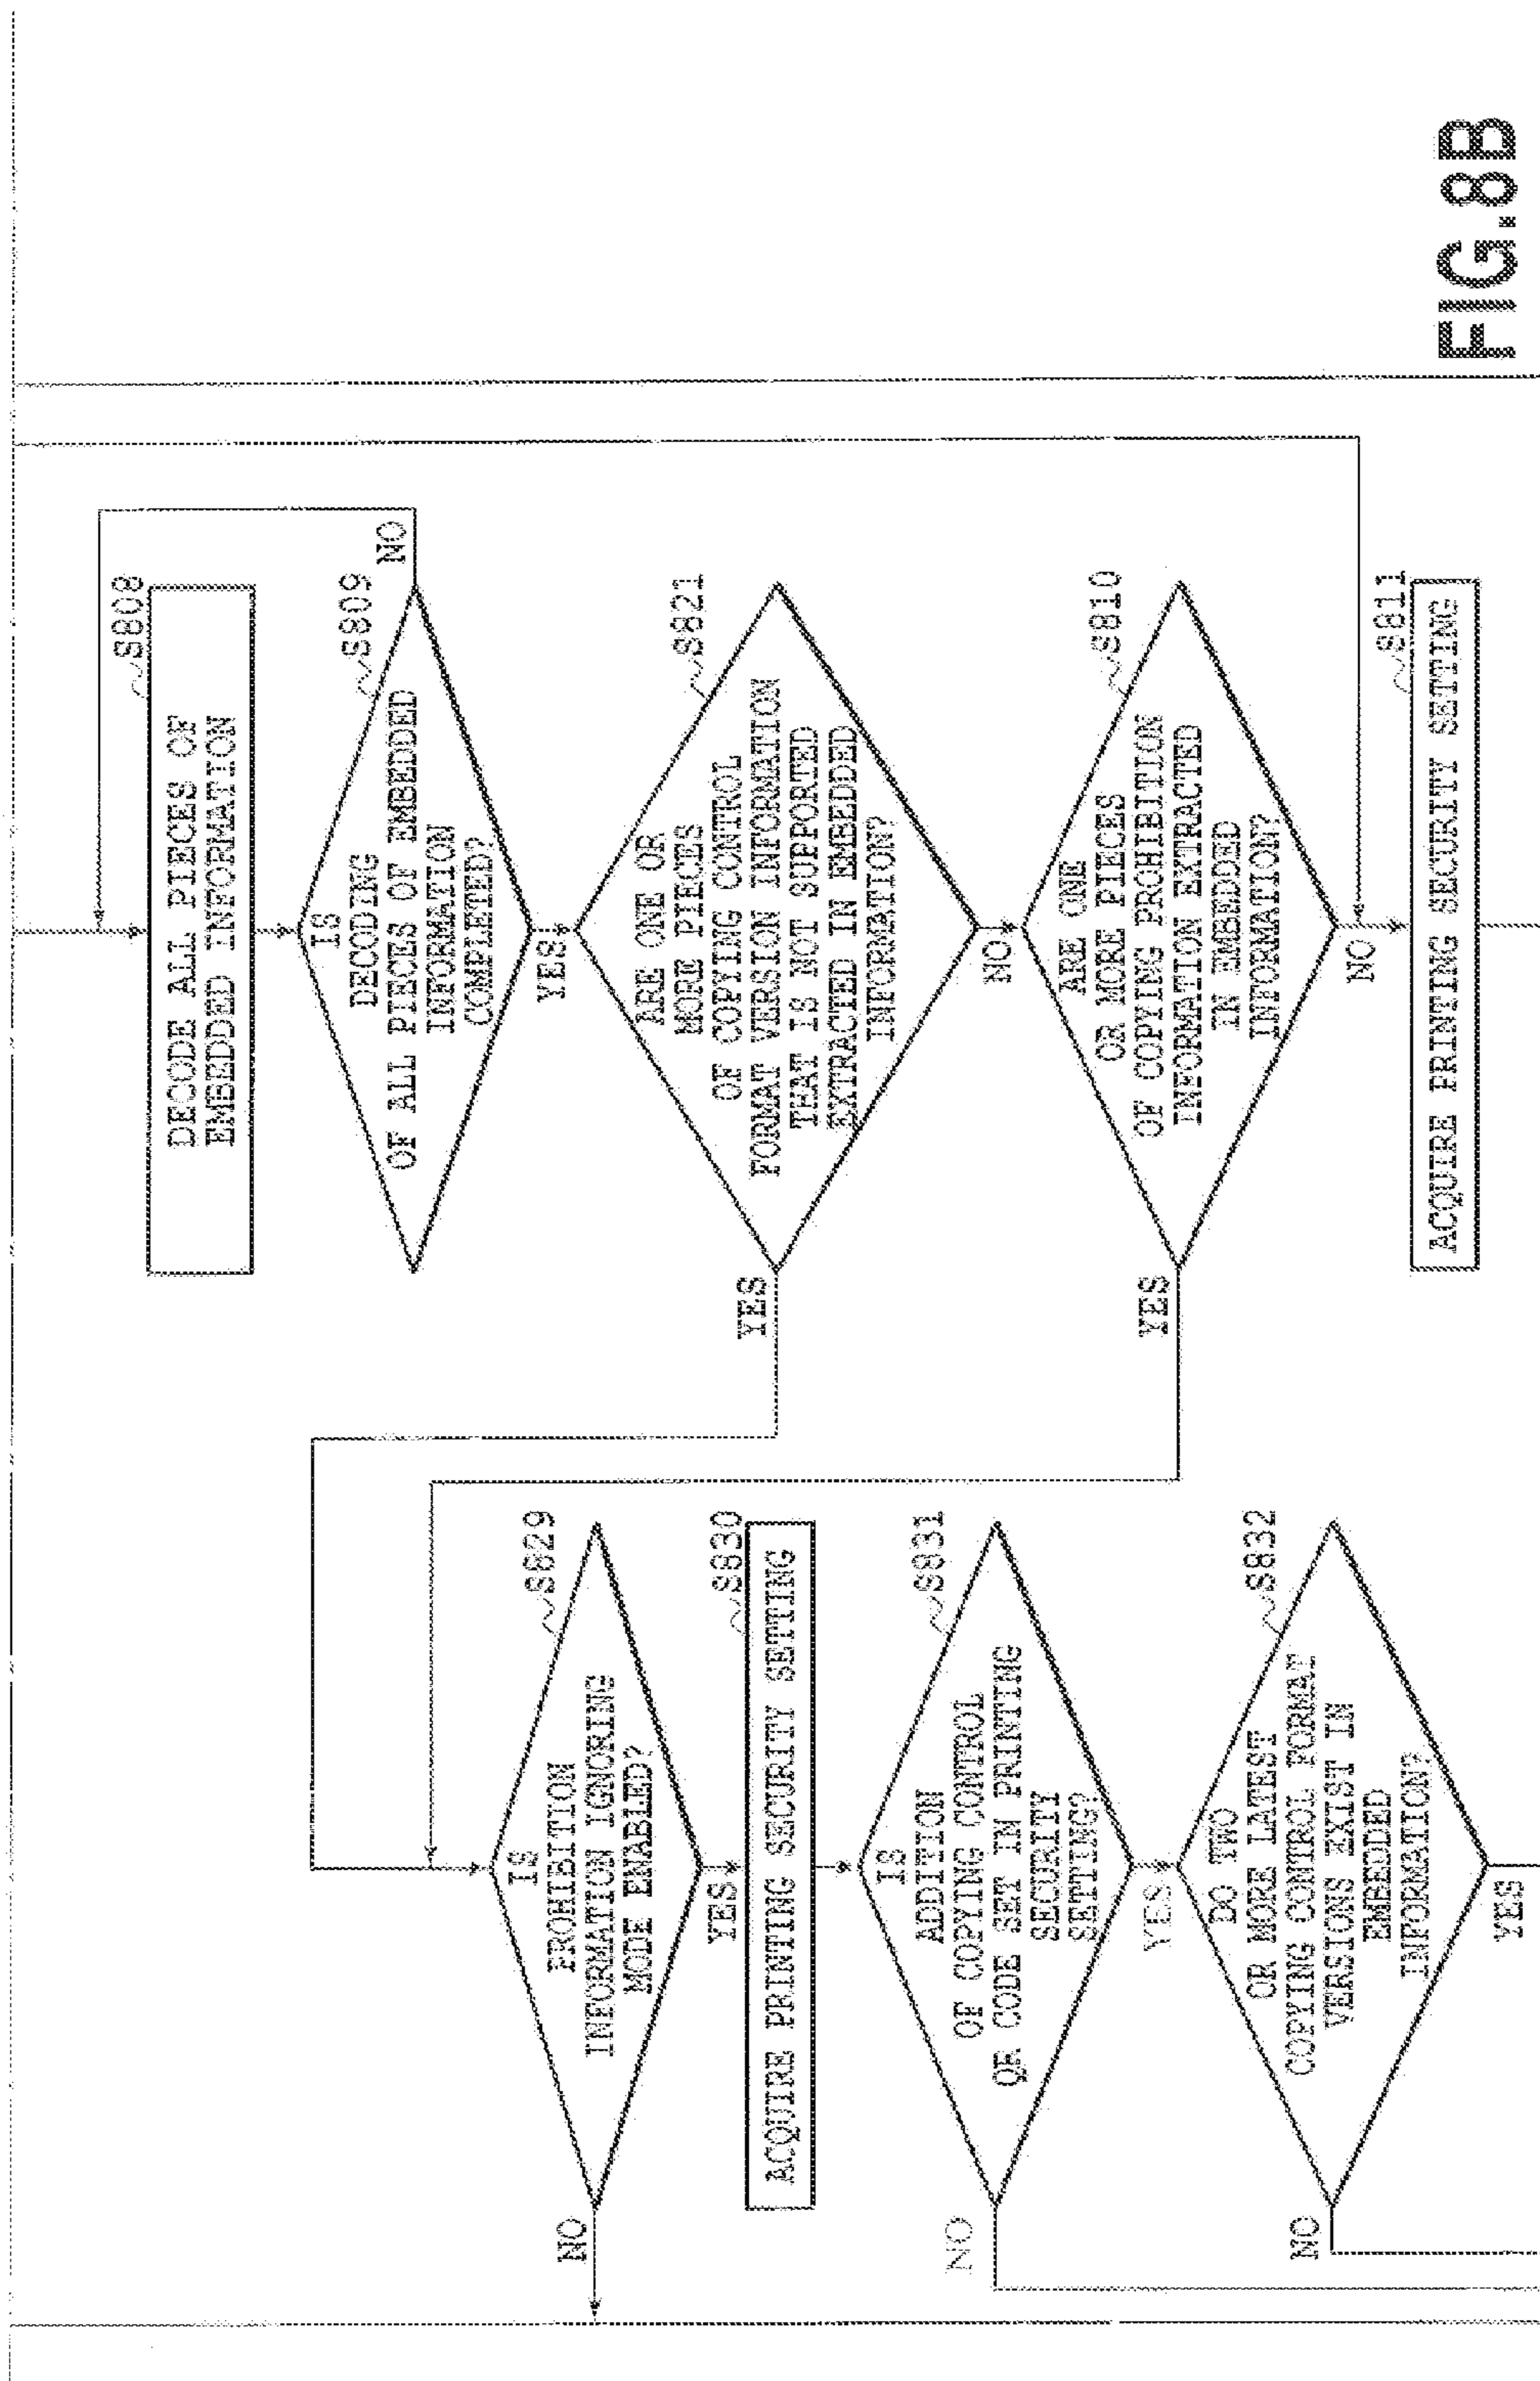 S808
DECODE ALL PIECES OF
EMBEDDED INFORMATION
S809
IS
DECODING
OF ALL PIECES OF EMBEDDED
INFORMATION
COMPLETED?
NO
YES
S821
ARE ONE OR
MORE PIECES
OF COPYING CONTROL
FORMAT VERSION INFORMATION
THAT IS NOT SUPPORTED
EXTRACTED IN EMBEDDED
INFORMATION?
YES
NO
S810
ARE ONE
OR MORE PIECES
OF COPYING PROHIBITION
INFORMATION EXTRACTED
IN EMBEDDED
INFORMATION?
YES
NO
S811
ACQUIRE PRINTING SECURITY SETTING
S829
IS
PROHIBITION
INFORMATION IGNORING
MODE ENABLED?
NO
YES
S830
ACQUIRE PRINTING SECURITY SETTING
S831
IS
ADDITION
OF COPYING CONTROL
QR CODE SET IN PRINTING
SECURITY
SETTING?
NO
YES
S832
DO TWO
OR MORE LATEST
COPYING CONTROL FORMAT
VERSIONS EXIST IN
EMBEDDED
INFORMATION?
NO
YES
FIG.8B